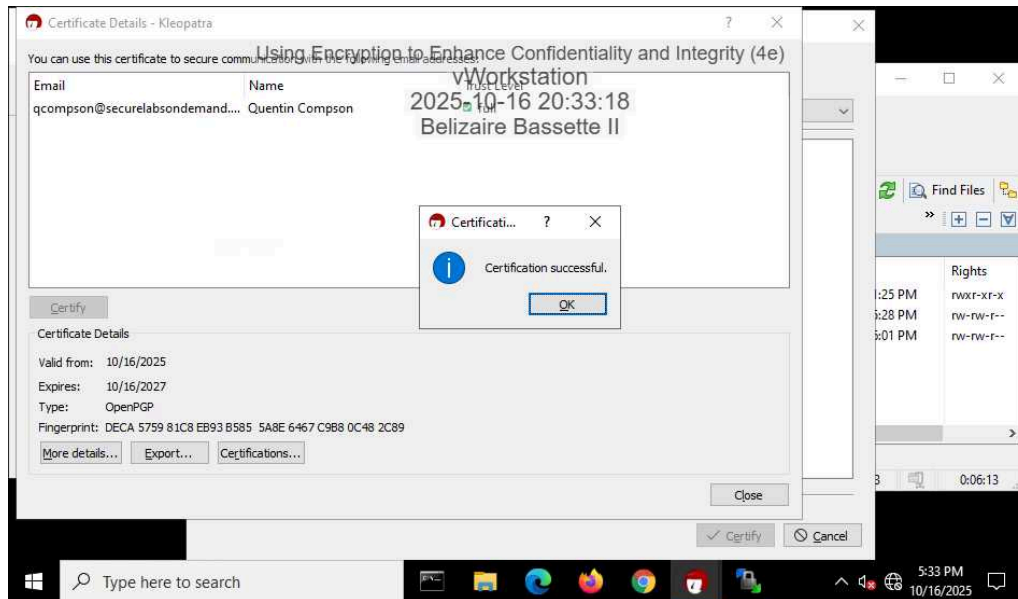 Certificate Details - Kleopatra
Using Encryption to Enhance Confidentiality and Integrity (4e)
vWorkstation
2025-10-16 20:33:18
Belizaire Bassette II
You can use this certificate to secure communication with the following email addresses:
Email Name Trust Level
qcompson@securelabsondemand.... Quentin Compson Full
Certificati...
Certification successful.
OK
Certify
Certificate Details
Valid from: 10/16/2025
Expires: 10/16/2027
Type: OpenPGP
Fingerprint: DECA 5759 81C8 EB93 B585 5A8E 6467 C9B8 0C48 2C89
More details... Export... Certifications...
Close
Certify Cancel
Find Files
»
Rights
:25 PM rwxr-xr-x
:28 PM rw-rw-r--
:01 PM rw-rw-r--
0:06:13
Type here to search
5:33 PM
10/16/2025